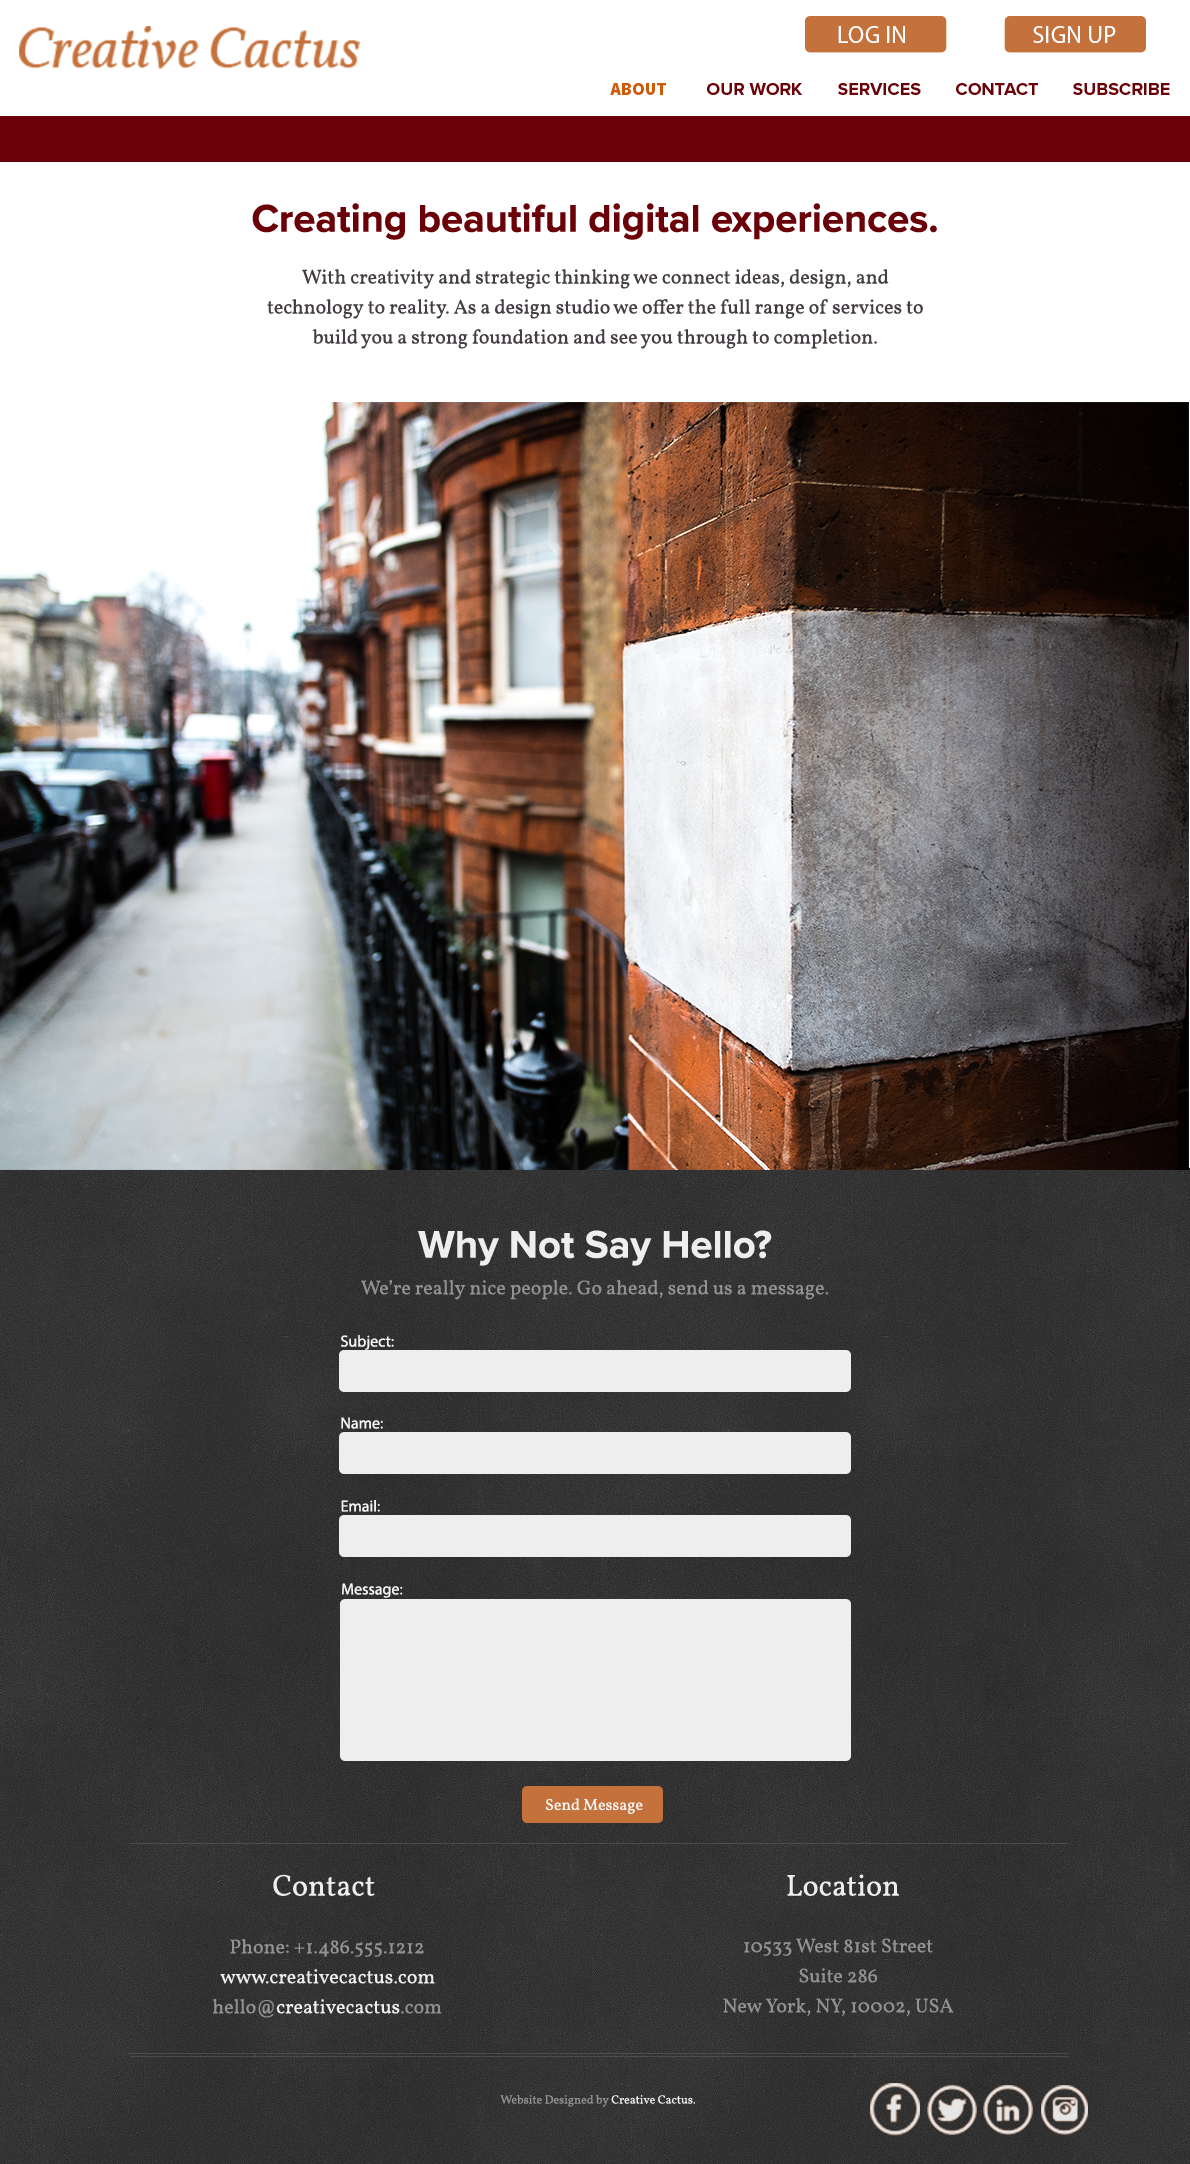 Creative Cactus
LOG IN
SIGN UP
ABOUT
OUR WORK
SERVICES
CONTACT
SUBSCRIBE
Creating beautiful digital experiences.
With creativity and strategic thinking we connect ideas, design, and
technology to reality. As a design studio we offer the full range of services to
build you a strong foundation and see you through to completion.
Why Not Say Hello?
We're really nice people. Go ahead, send us a message.
Subject:
Name:
Email:
Message:
Send Message
Contact
Phone: +1.486.555.1212
www.creativecactus.com
hello@creativecactus.com
Location
10533 West 81st Street
Suite 286
New York, NY, 10002, USA
Website Designed by Creative Cactus.